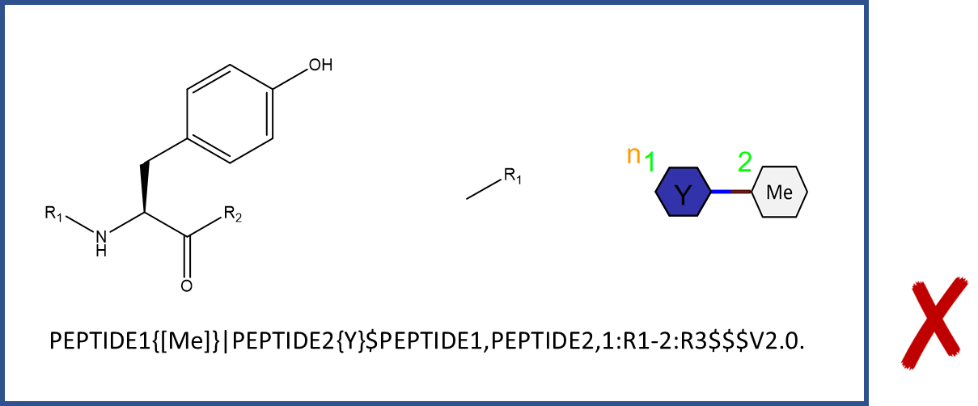 OH
R₁
N
H
O
R₂
R₁
n1
2
Y
Me
PEPTIDE1{[Me]}|PEPTIDE2{Y}$PEPTIDE1,PEPTIDE2,1:R1-2:R3$$$V2.0.